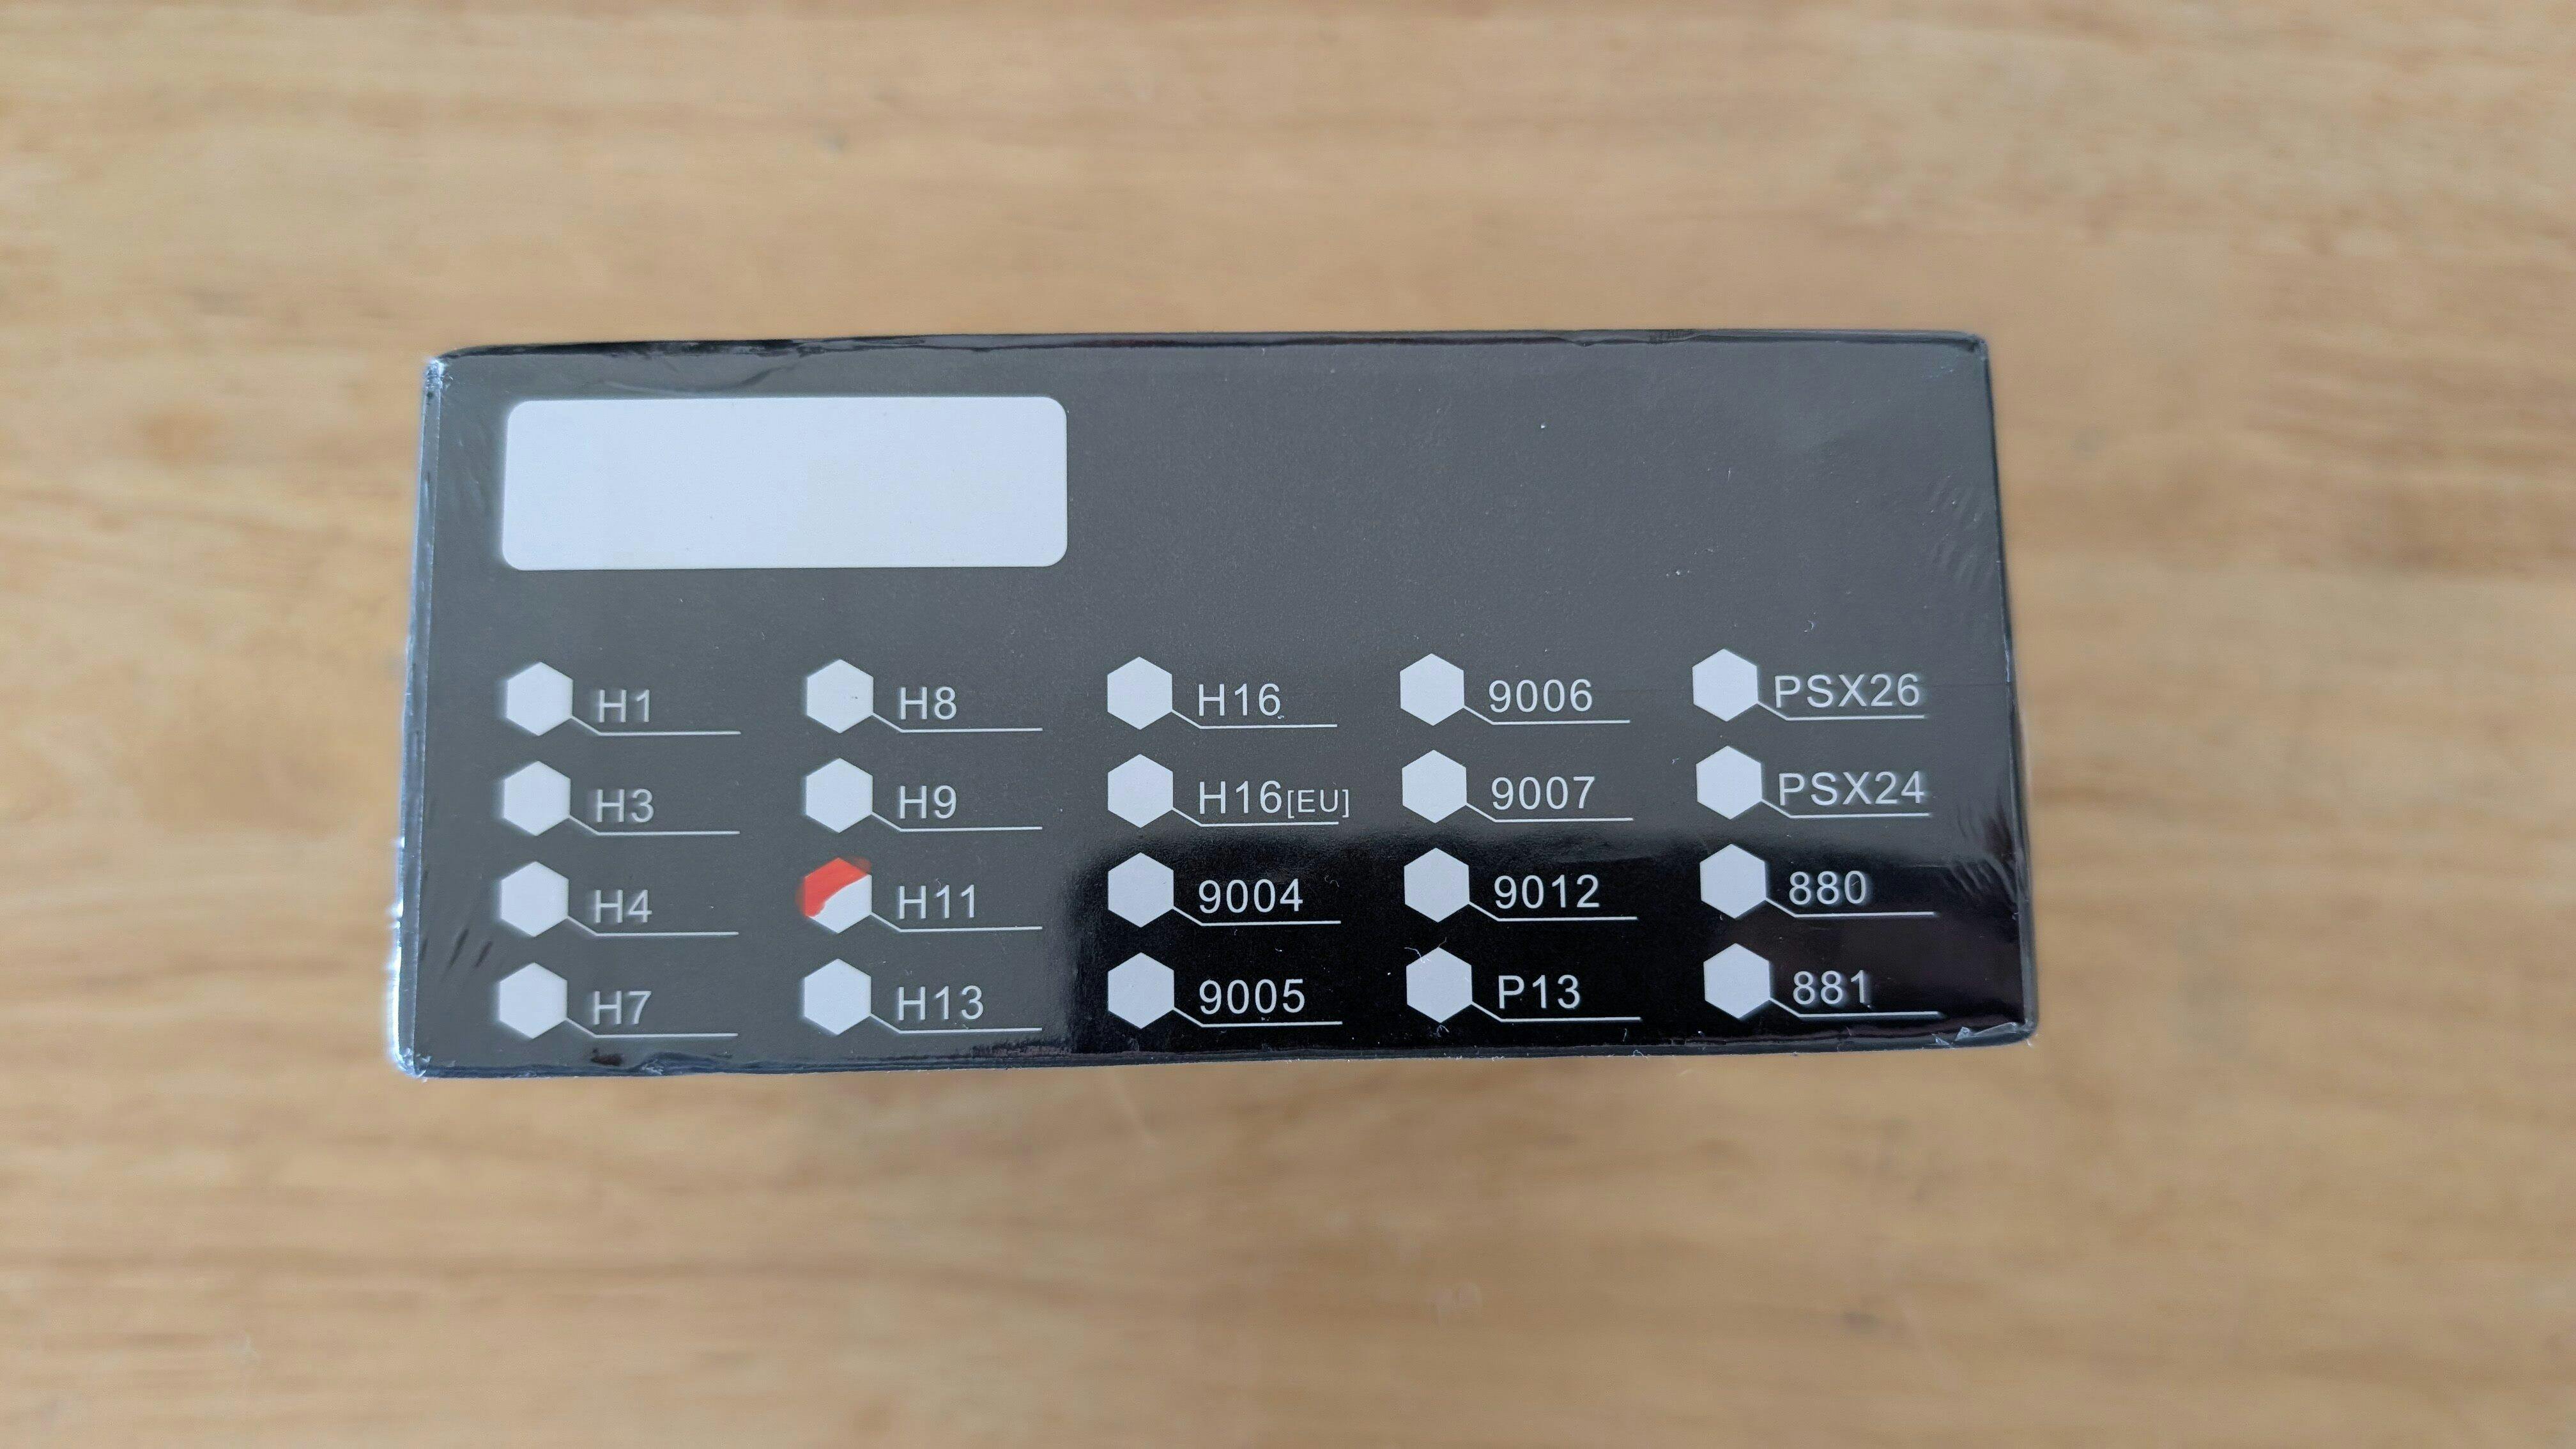 H1 H8 H16 9006 PSX26
H3 H9 H16[EU] 9007 PSX24
H4 H11 9004 9012 880
H7 H13 9005 P13 881